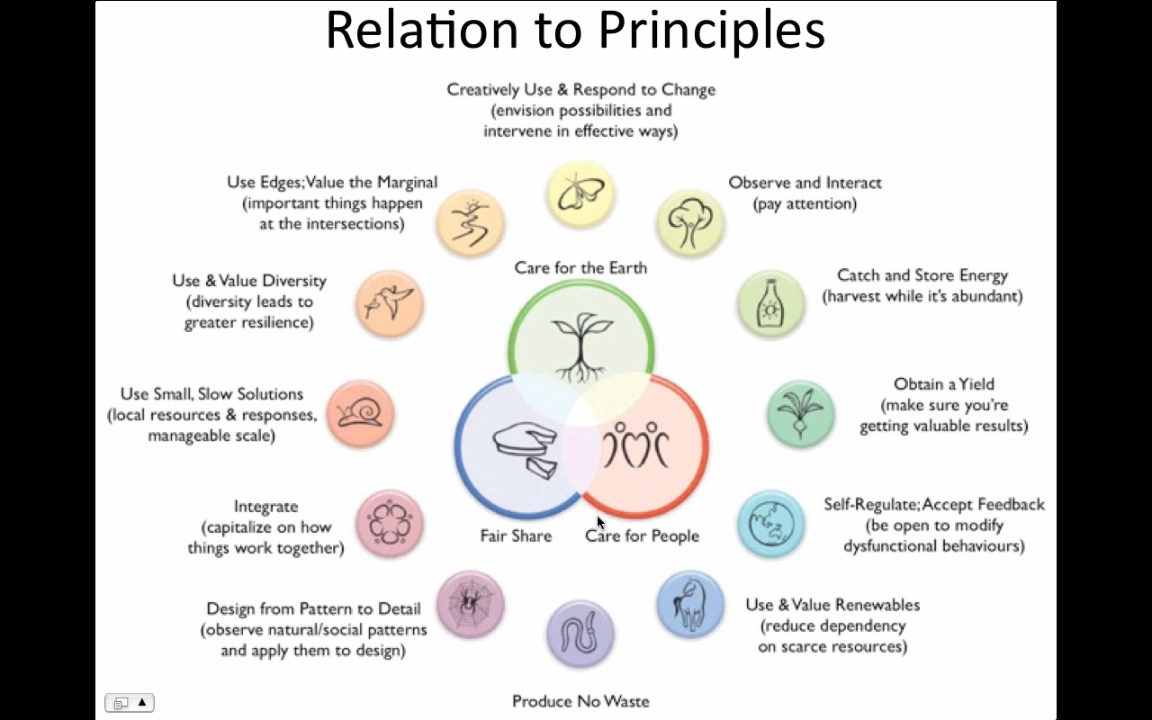 Relation to Principles
Creatively Use & Respond to Change
(envision possibilities and
intervene in effective ways)
Use Edges; Value the Marginal
(important things happen
at the intersections)
Observe and Interact
(pay attention)
Care for the Earth
Use & Value Diversity
(diversity leads to
greater resilience)
Catch and Store Energy
(harvest while it's abundant)
Use Small, Slow Solutions
(local resources & responses,
manageable scale)
Obtain a Yield
(make sure you're
getting valuable results)
Integrate
(capitalize on how
things work together)
Fair Share
Care for People
Self-Regulate; Accept Feedback
(be open to modify
dysfunctional behaviours)
Design from Pattern to Detail
(observe natural/social patterns
and apply them to design)
Use & Value Renewables
(reduce dependency
on scarce resources)
Produce No Waste